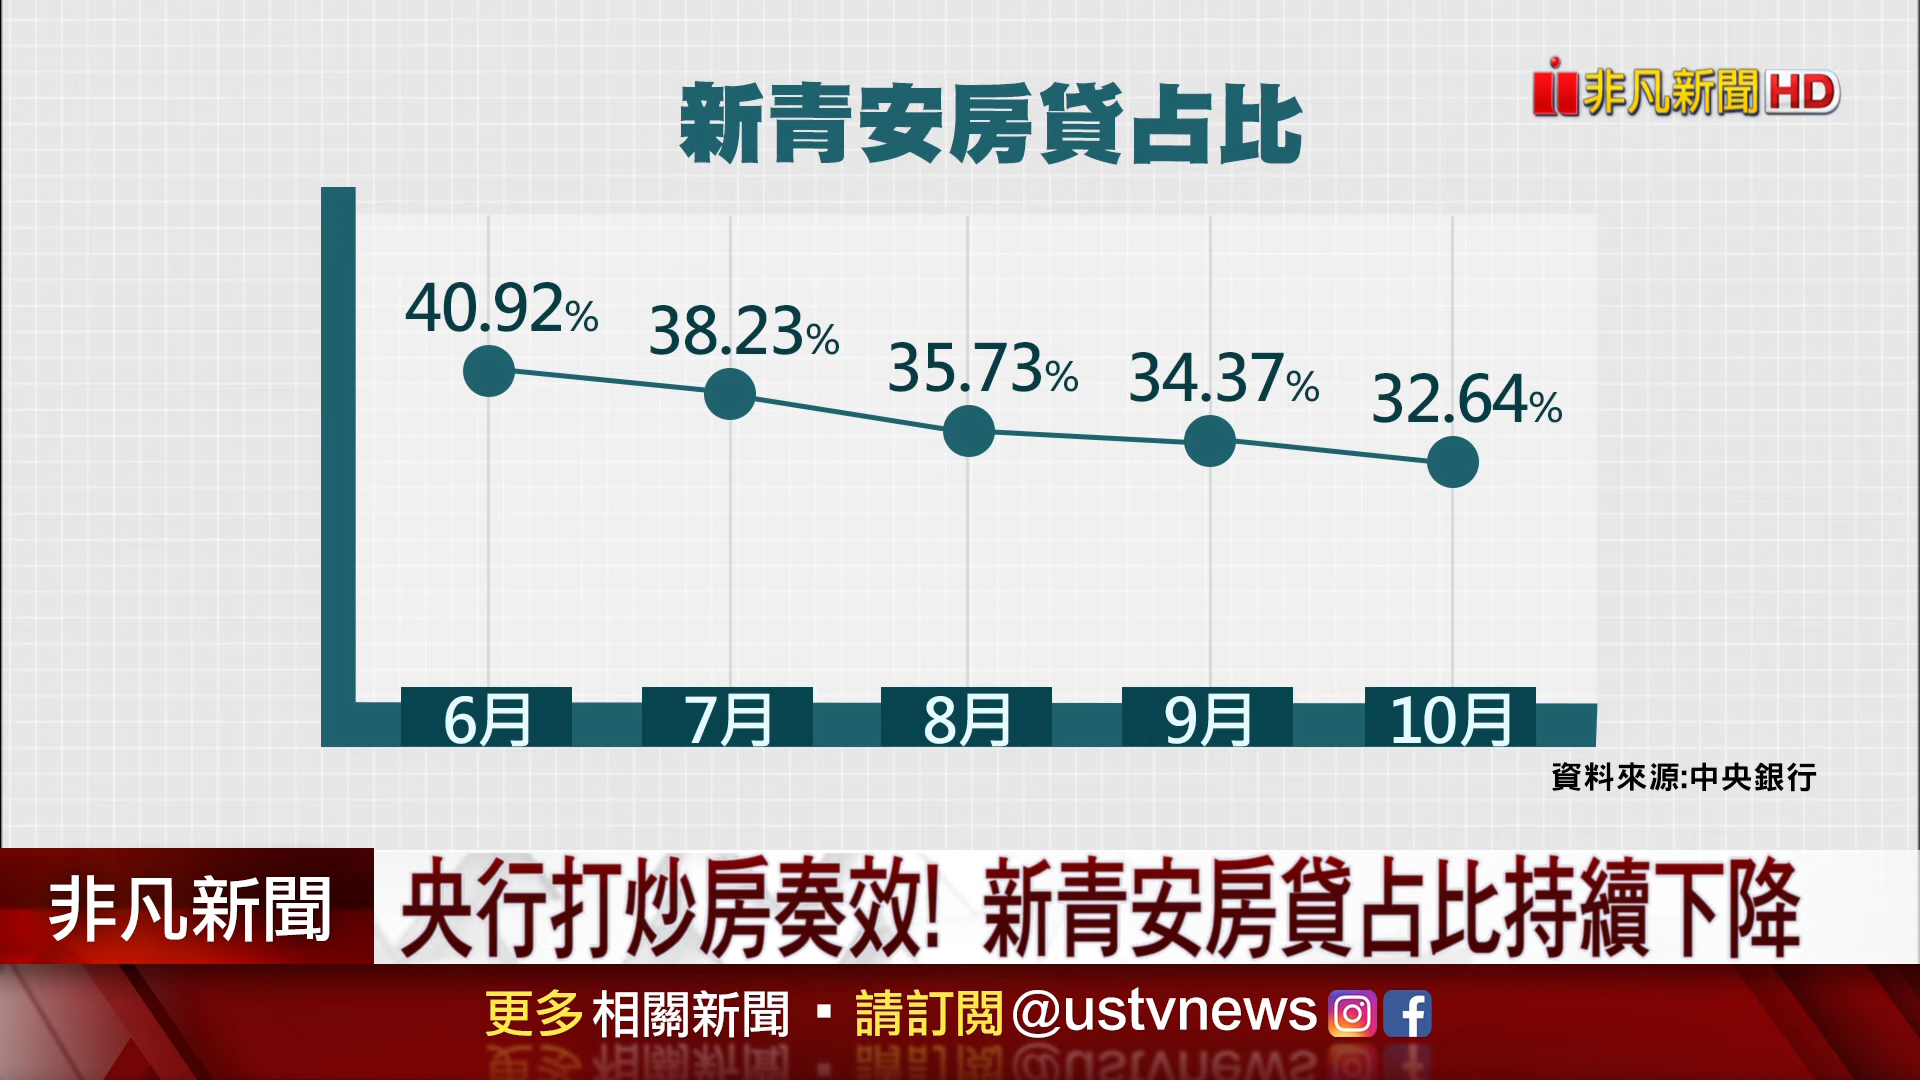 新青安房貸占比
非凡新聞HD
40.92%
38.23%
35.73%
34.37%
32.64%
6月
7月
8月
9月
10月
資料來源:中央銀行
非凡新聞
央行打炒房奏效! 新青安房貸占比持續下降
更多相關新聞▪請訂閱@ustvnews